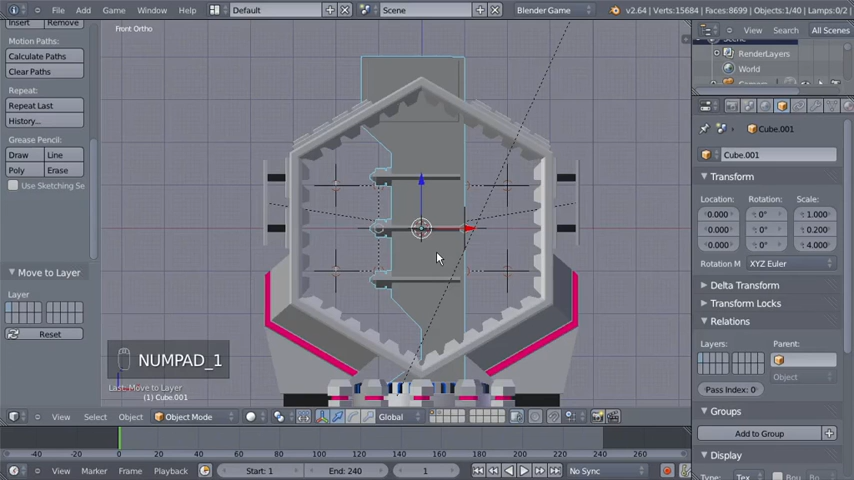 File Add Game Window Help Default Scene Blender Game v2.64 | Verts:15684 | Faces:8699 | Objects:1/40 | Lamps:0/2 |
Insert Remove
Motion Paths:
Calculate Paths
Clear Paths
Repeat:
Repeat Last
History...
Grease Pencil:
Draw Line
Poly Erase
Use Sketching Se
Move to Layer
Layer
Reset
Front Ortho
NUMPAD_1
Last: Move to Layer
(1) Cube.001
View Search All Scenes
RenderLayers
World
Cube.001
Cube.001
Transform
Location: Rotation: Scale:
0.000 0° 1.000
0.000 0° 0.200
0.000 0° 4.000
Rotation M XYZ Euler
Delta Transform
Transform Locks
Relations
Layers: Parent:
Object
Pass Index: 0
Groups
Add to Group
Display
View Select Object Object Mode Global
-40 -20 0 20 40 60 80 100 120 140 160 180 200 220 240 260
View Marker Frame Playback Start: 1 End: 240 1 No Sync